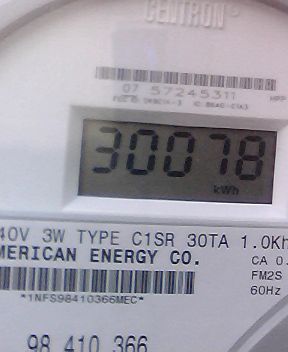 CENTRON®
07 57245311
30078
kWh
40V 3W TYPE C1SR 30TA 1.0Kh
MERICAN ENERGY CO.
CA 0.
FM2S
60Hz
*1NFS98410366MEC*
98 410 366